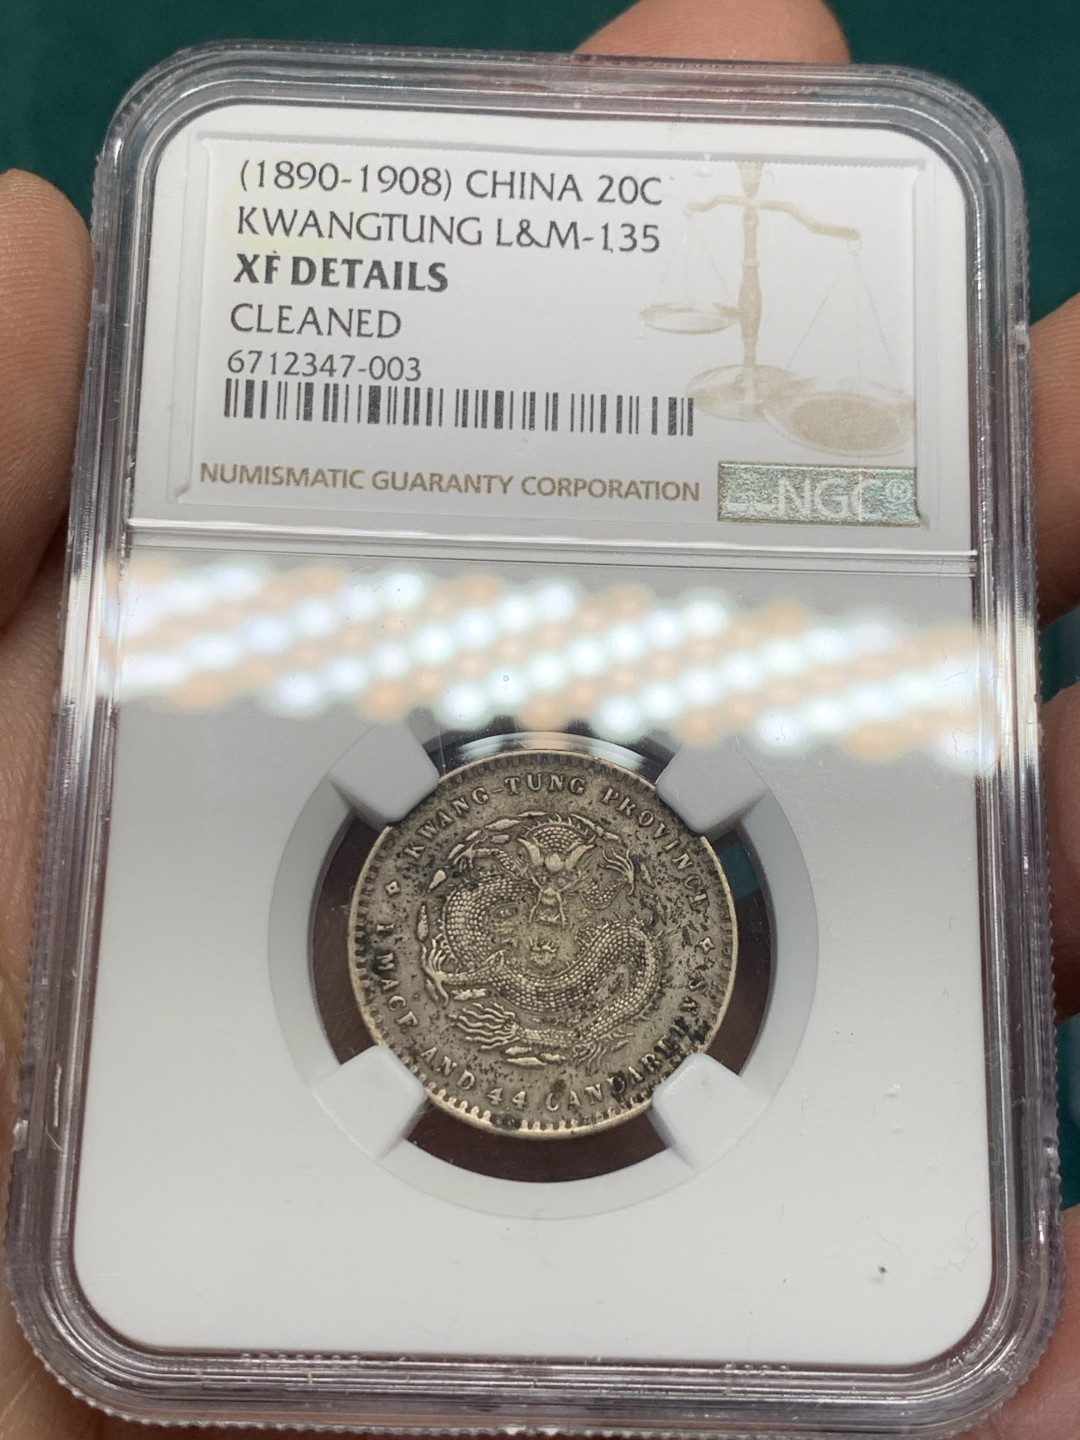 (1890-1908) CHINA 20C
KWANGTUNG L&M-135
XF DETAILS
CLEANED
6712347-003
NUMISMATIC GUARANTY CORPORATION
NGC®
KWANG-TUNG PROVINCE
1 MACE AND 44 CANDAREENS